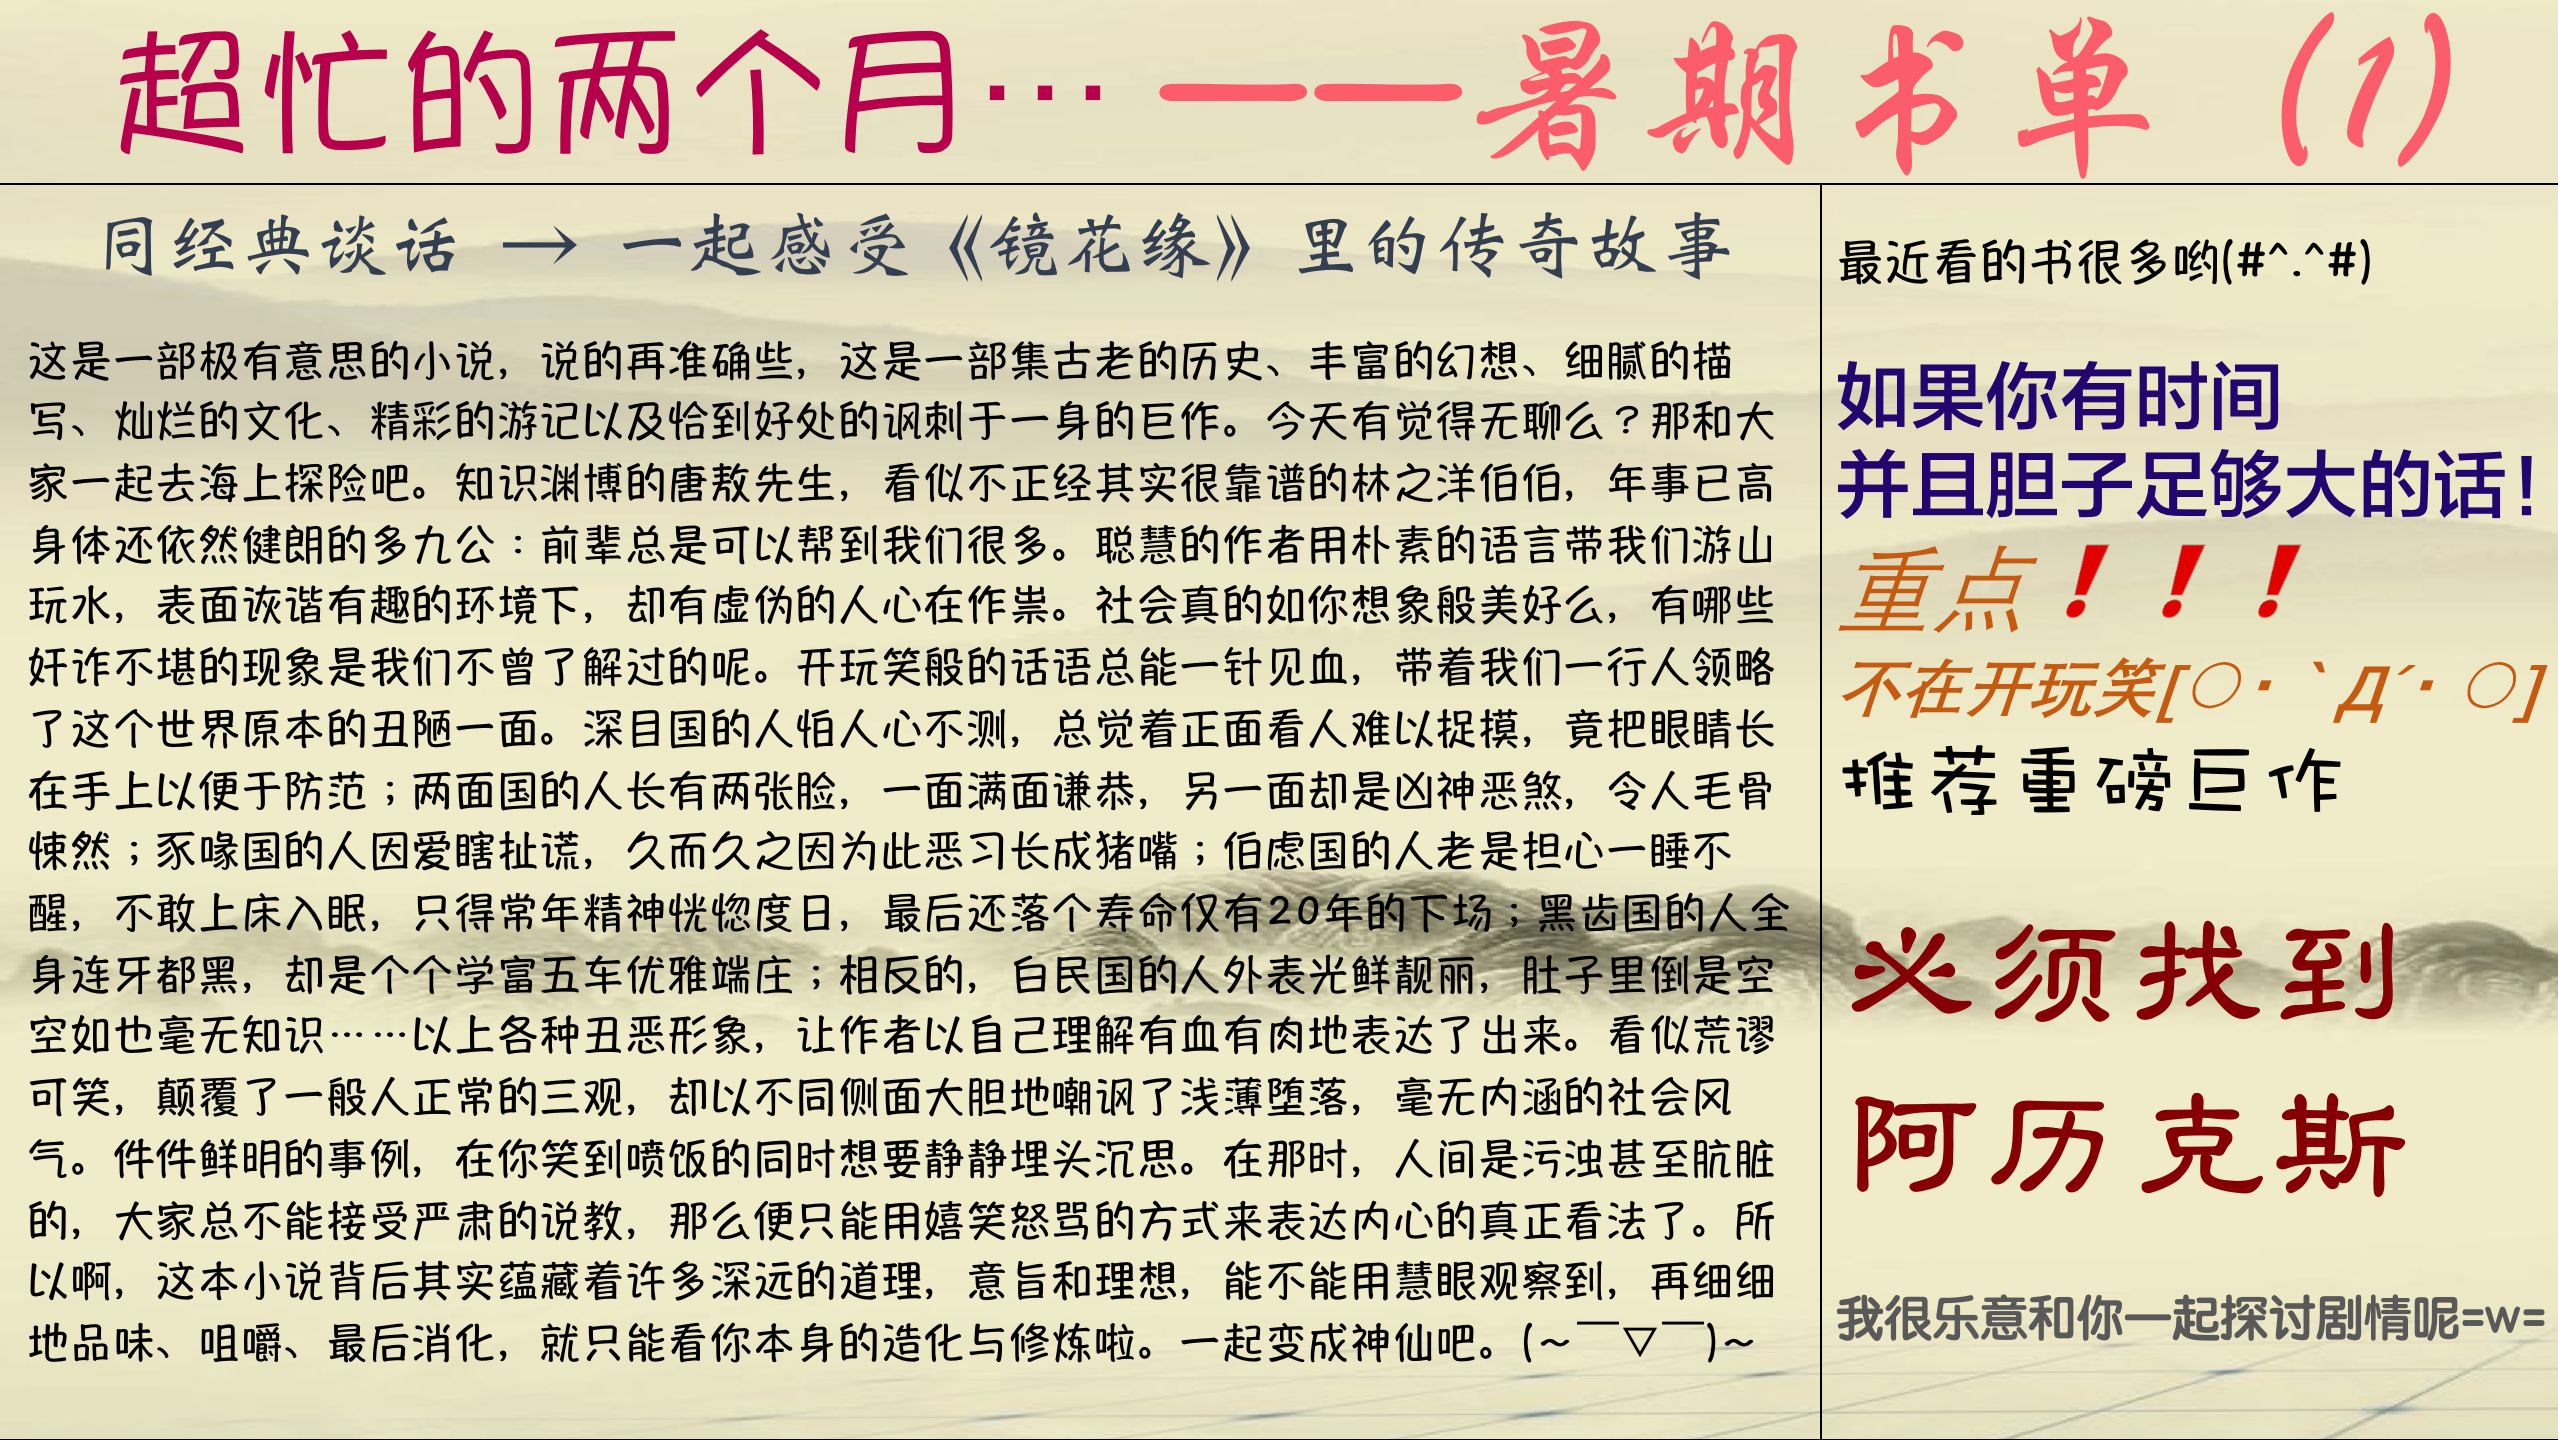 超忙的两个月… ——暑期书单（1）
同经典谈话 → 一起感受《镜花缘》里的传奇故事
这是一部极有意思的小说，说的再准确些，这是一部集古老的历史、丰富的幻想、细腻的描
写、灿烂的文化、精彩的游记以及恰到好处的讽刺于一身的巨作。今天有觉得无聊么？那和大
家一起去海上探险吧。知识渊博的唐敖先生，看似不正经其实很靠谱的林之洋伯伯，年事已高
身体还依然健朗的多九公：前辈总是可以帮到我们很多。聪慧的作者用朴素的语言带我们游山
玩水，表面诙谐有趣的环境下，却有虚伪的人心在作祟。社会真的如你想象般美好么，有哪些
奸诈不堪的现象是我们不曾了解过的呢。开玩笑般的话语总能一针见血，带着我们一行人领略
了这个世界原本的丑陋一面。深目国的人怕人心不测，总觉着正面看人难以捉摸，竟把眼睛长
在手上以便于防范；两面国的人长有两张脸，一面满面谦恭，另一面却是凶神恶煞，令人毛骨
悚然；豕喙国的人因爱瞎扯谎，久而久之因为此恶习长成猪嘴；伯虑国的人老是担心一睡不
醒，不敢上床入眠，只得常年精神恍惚度日，最后还落个寿命仅有20年的下场；黑齿国的人全
身连牙都黑，却是个个学富五车优雅端庄；相反的，白民国的人外表光鲜靓丽，肚子里倒是空
空如也毫无知识……以上各种丑恶形象，让作者以自己理解有血有肉地表达了出来。看似荒谬
可笑，颠覆了一般人正常的三观，却以不同侧面大胆地嘲讽了浅薄堕落，毫无内涵的社会风
气。件件鲜明的事例，在你笑到喷饭的同时想要静静埋头沉思。在那时，人间是污浊甚至肮脏
的，大家总不能接受严肃的说教，那么便只能用嬉笑怒骂的方式来表达内心的真正看法了。所
以啊，这本小说背后其实蕴藏着许多深远的道理，意旨和理想，能不能用慧眼观察到，再细细
地品味、咀嚼、最后消化，就只能看你本身的造化与修炼啦。一起变成神仙吧。(～￣▽￣)～
最近看的书很多哟(#^.^#)
如果你有时间
并且胆子足够大的话！
重点！！！
不在开玩笑[○･｀Д´･ ○]
推荐重磅巨作
必须找到
阿历克斯
我很乐意和你一起探讨剧情呢=w=